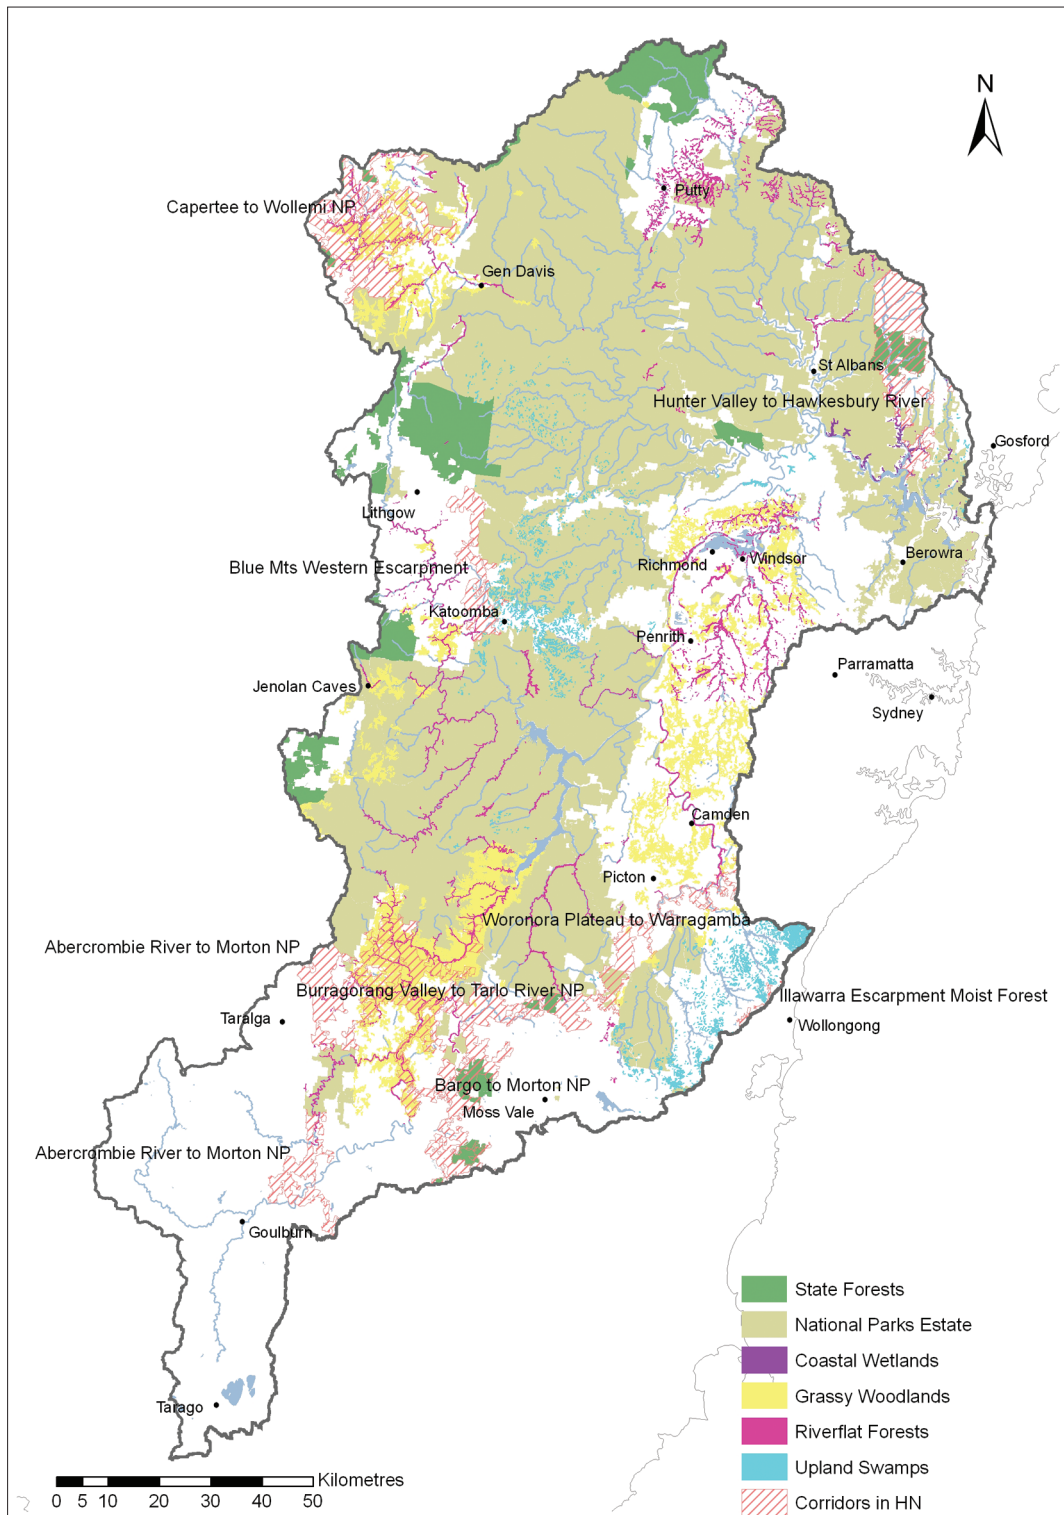 N
Putty
Capertee to Wollemi NP
Gen Davis
St Albans
Hunter Valley to Hawkesbury River
Gosford
Lithgow
Berowra
Richmond
Windsor
Blue Mts Western Escarpment
Katoomba
Penrith
Parramatta
Jenolan Caves
Sydney
Camden
Picton
Woronora Plateau to Warragamba
Abercrombie River to Morton NP
Burragorang Valley to Tarlo River NP
Illawarra Escarpment Moist Forest
Taralga
Wollongong
Bargo to Morton NP
Moss Vale
Abercrombie River to Morton NP
Goulburn
Tarago
State Forests
National Parks Estate
Coastal Wetlands
Grassy Woodlands
Riverflat Forests
Upland Swamps
Corridors in HN
Kilometres
0 5 10 20 30 40 50